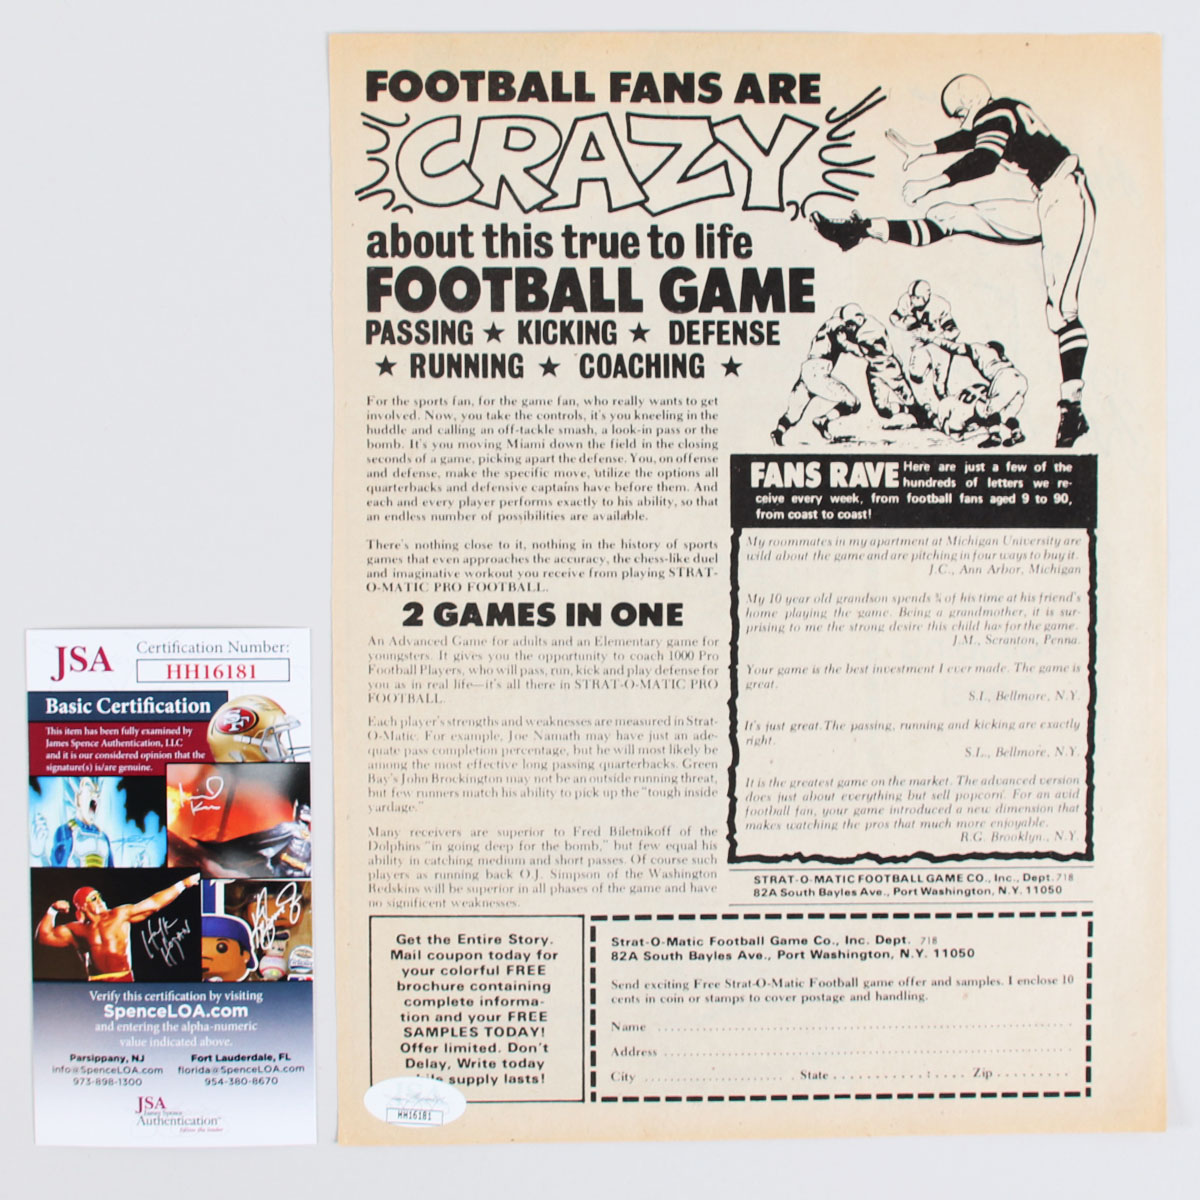 FOOTBALL FANS ARE
CRAZY
about this true to life
FOOTBALL GAME
PASSING ★ KICKING ★ DEFENSE
★ RUNNING ★ COACHING ★
For the sports fan, for the game fan, who really wants to get
involved. Now, you take the controls, it's you kneeling in the
huddle and calling an off-tackle smash, a look-in pass or the
bomb. It's you moving Miami down the field in the closing
seconds of a game, picking apart the defense. You, on offense
and defense, make the specific move, utilize the options all
quarterbacks and defensive captains have before them. And
each and every player performs exactly to his ability, so that
an endless number of possibilities are available.
There's nothing close to it, nothing in the history of sports
games that even approaches the accuracy, the chess-like duel
and imaginative workout you receive from playing STRAT-
O-MATIC PRO FOOTBALL.
2 GAMES IN ONE
An Advanced Game for adults and an Elementary game for
youngsters. It gives you the opportunity to coach 1000 Pro
Football Players, who will pass, run, kick and play defense for
you as in real life—it's all there in STRAT-O-MATIC PRO
FOOTBALL.
Each player's strengths and weaknesses are measured in Strat-
O-Matic. For example, Joe Namath may have just an ade-
quate pass completion percentage, but he will most likely be
among the most effective long passing quarterbacks. Green
Bay's John Brockington may not be an outside running threat,
but few runners match his ability to pick up the "tough inside
yardage."
Many receivers are superior to Fred Biletnikoff of the
Dolphins "in going deep for the bomb," but few equal his
ability in catching medium and short passes. Of course such
players as running back O.J. Simpson of the Washington
Redskins will be superior in all phases of the game and have
no significent weaknesses.
FANS RAVE Here are just a few of the
hundreds of letters we re-
ceive every week, from football fans aged 9 to 90,
from coast to coast!
My roommates in my apartment at Michigan University are
wild about the game and are pitching in four ways to buy it.
J.C., Ann Arbor, Michigan
My 10 year old grandson spends ¾ of his time at his friend's
home playing the game. Being a grandmother, it is sur-
prising to me the strong desire this child has for the game.
J.M., Scranton, Penna.
Your game is the best investment I ever made. The game is
great.
S.L., Bellmore, N.Y.
It's just great. The passing, running and kicking are exactly
right.
S.L., Bellmore, N.Y.
It is the greatest game on the market. The advanced version
does just about everything but sell popcorn. For an avid
football fan, your game introduced a new dimension that
makes watching the pros that much more enjoyable.
R.G. Brooklyn., N.Y.
STRAT-O-MATIC FOOTBALL GAME CO., Inc., Dept. 718
82A South Bayles Ave., Port Washington, N.Y. 11050
Get the Entire Story.
Mail coupon today for
your colorful FREE
brochure containing
complete informa-
tion and your FREE
SAMPLES TODAY!
Offer limited. Don't
Delay, Write today
supply lasts!
HH16181
Strat-O-Matic Football Game Co., Inc. Dept. 718
82A South Bayles Ave., Port Washington, N.Y. 11050
Send exciting Free Strat-O-Matic Football game offer and samples. I enclose 10
cents in coin or stamps to cover postage and handling.
Name
Address
City State Zip
JSA Certification Number:
HH16181
Basic Certification
This item has been fully examined by
James Spence Authentication, LLC
and it is our considered opinion that the
signature(s) is/are genuine.
Hulk
Hogan
Verify this certification by visiting
SpenceLOA.com
and entering the alpha-numeric
value indicated above.
Parsippany, NJ Fort Lauderdale, FL
info@SpenceLOA.com florida@SpenceLOA.com
973-898-1300 954-380-8670
JSA
James Spence
Authentication